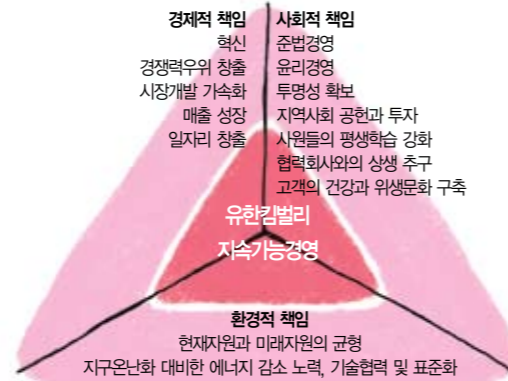 경제적 책임
혁신
경쟁력우위 창출
시장개발 가속화
매출 성장
일자리 창출
사회적 책임
준법경영
윤리경영
투명성 확보
지역사회 공헌과 투자
사원들의 평생학습 강화
협력회사와의 상생 추구
고객의 건강과 위생문화 구축
유한킴벌리
지속가능경영
환경적 책임
현재자원과 미래자원의 균형
지구온난화 대비한 에너지 감소 노력, 기술협력 및 표준화